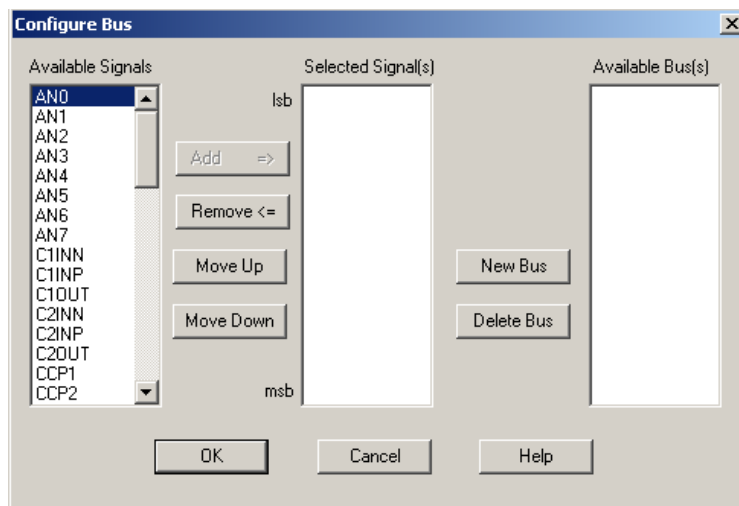 Configure Bus
Available Signals
Selected Signal(s)
Available Bus(s)
AN0
AN1
AN2
AN3
AN4
AN5
AN6
AN7
C1INN
C1INP
C1OUT
C2INN
C2INP
C2OUT
CCP1
CCP2
lsb
Add =>
Remove <=
Move Up
Move Down
msb
New Bus
Delete Bus
OK
Cancel
Help